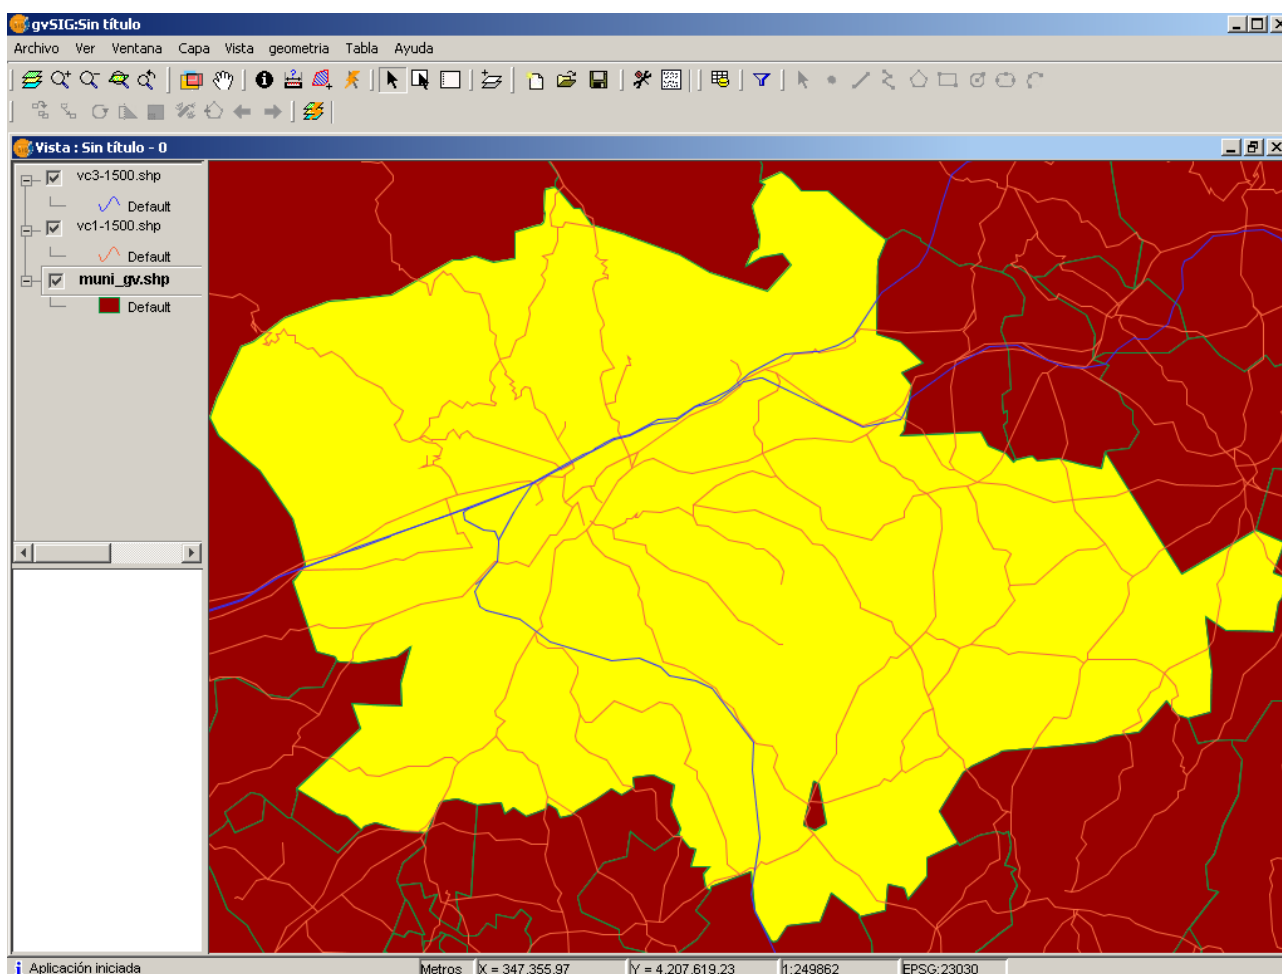 gvSIG:Sin título
Archivo Ver Ventana Capa Vista geometria Tabla Ayuda
Vista : Sin título - 0
vc3-1500.shp
Default
vc1-1500.shp
Default
muni_gv.shp
Default
Aplicación iniciada Metros X = 347.355,97 Y = 4.207.619,23 1:249862 EPSG:23030